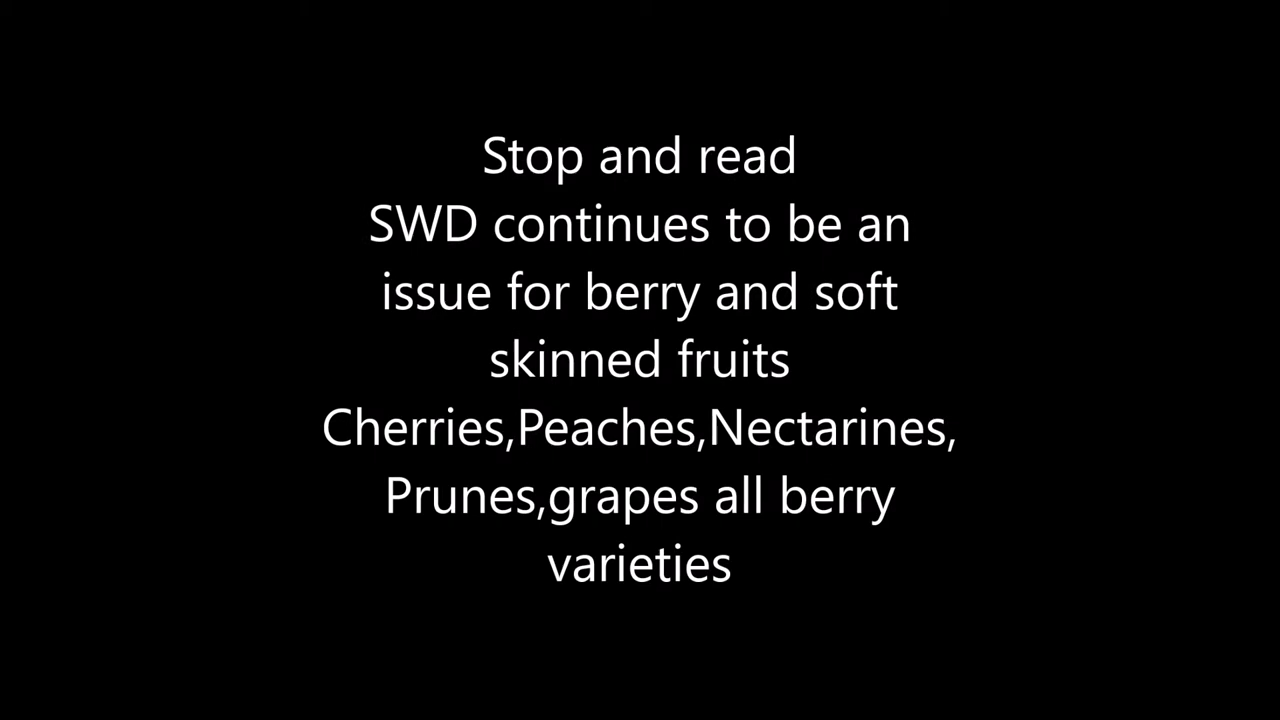 Stop and read
SWD continues to be an
issue for berry and soft
skinned fruits
Cherries,Peaches,Nectarines,
Prunes,grapes all berry
varieties